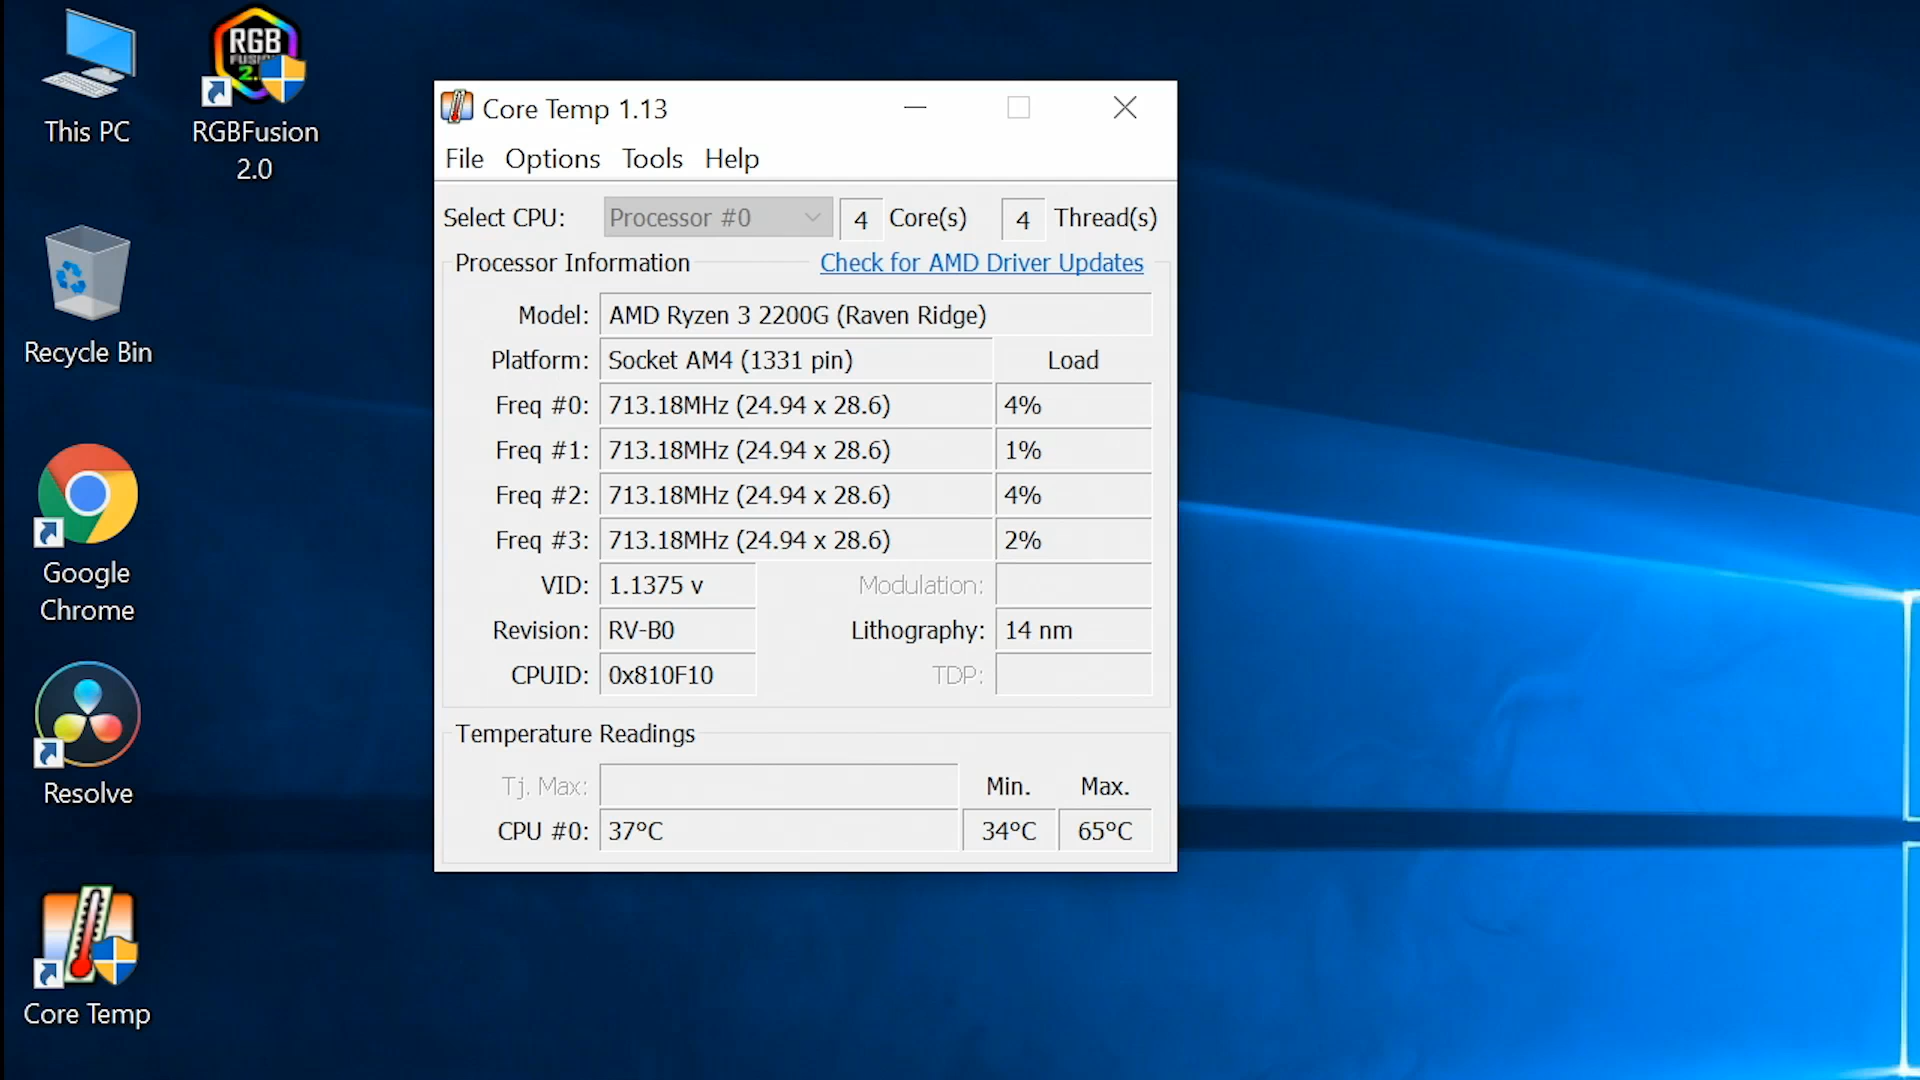 This PC
RGB
FUSION
2.
RGBFusion
2.0
Recycle Bin
Google
Chrome
Resolve
Core Temp
Core Temp 1.13
File Options Tools Help
Select CPU: Processor #0 4 Core(s) 4 Thread(s)
Processor Information Check for AMD Driver Updates
Model: AMD Ryzen 3 2200G (Raven Ridge)
Platform: Socket AM4 (1331 pin) Load
Freq #0: 713.18MHz (24.94 x 28.6) 4%
Freq #1: 713.18MHz (24.94 x 28.6) 1%
Freq #2: 713.18MHz (24.94 x 28.6) 4%
Freq #3: 713.18MHz (24.94 x 28.6) 2%
VID: 1.1375 v Modulation:
Revision: RV-B0 Lithography: 14 nm
CPUID: 0x810F10 TDP:
Temperature Readings
Tj. Max: Min. Max.
CPU #0: 37°C 34°C 65°C